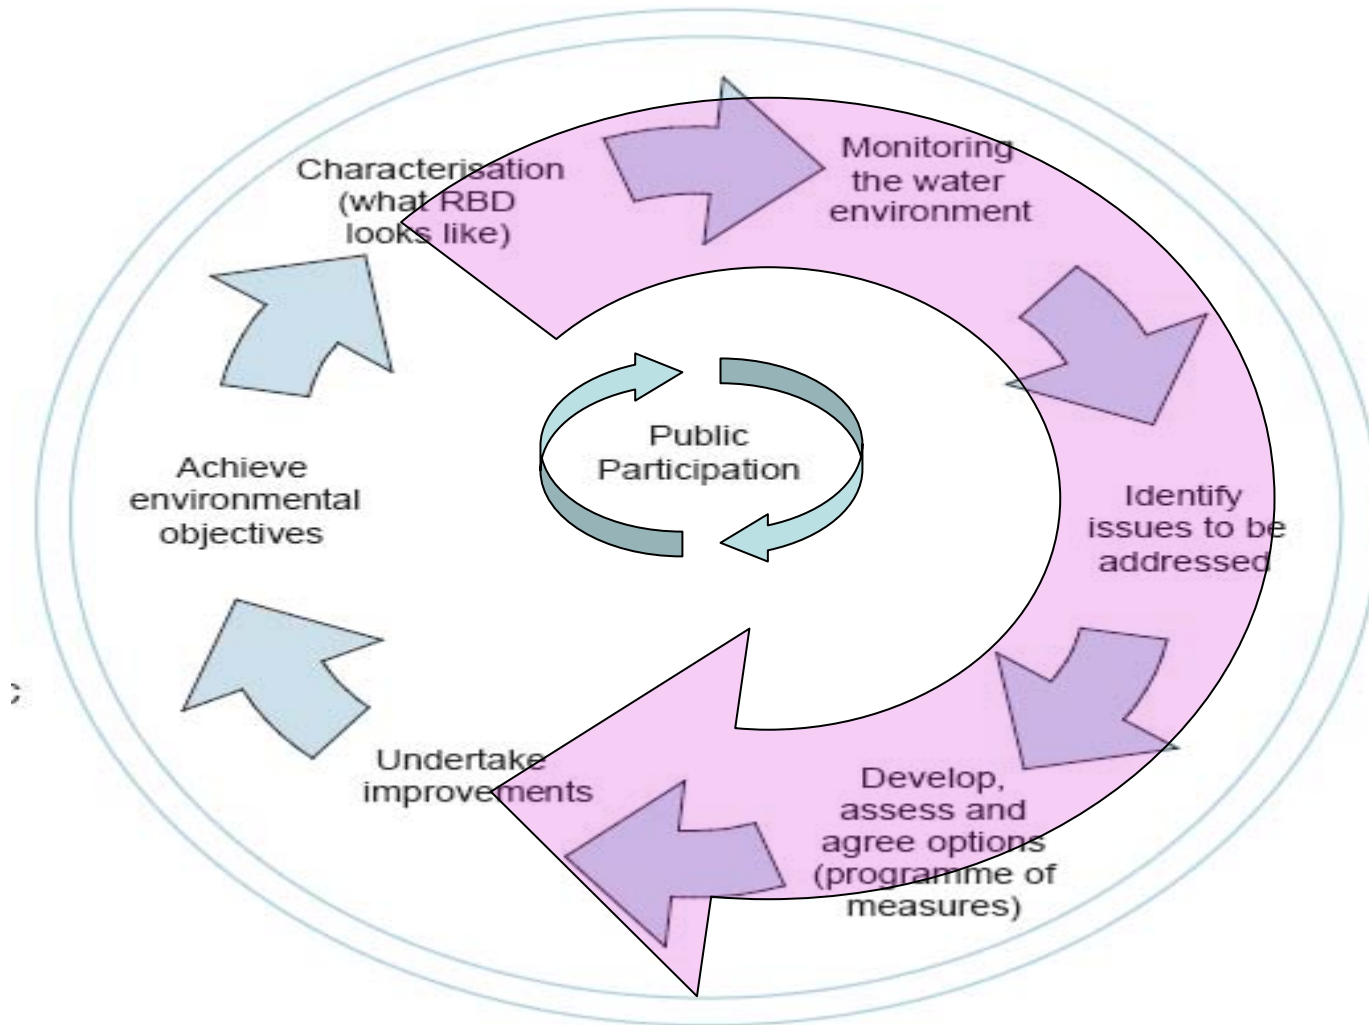 Characterisation
(what RBD
looks like)
Monitoring
the water
environment
Identify
issues to be
addressed
Develop,
assess and
agree options
(programme of
measures)
Undertake
improvements
Achieve
environmental
objectives
Public
Participation